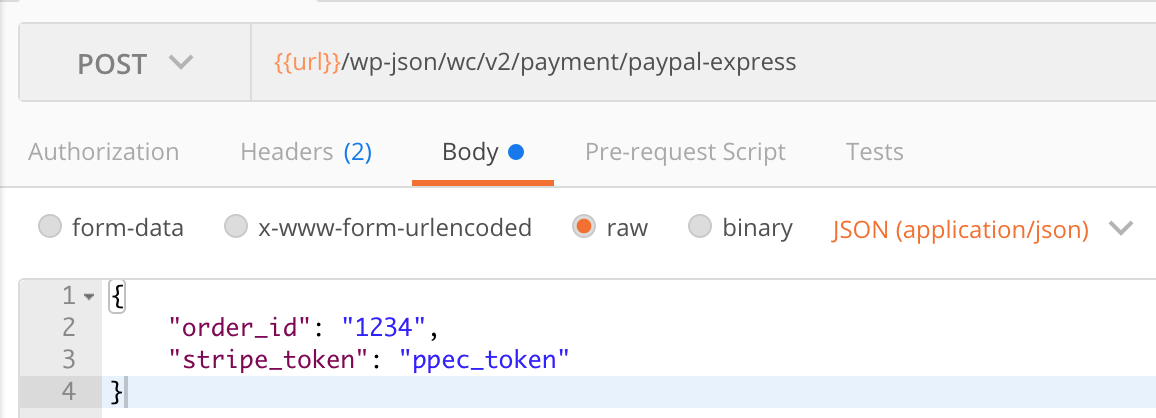 POST {{url}}/wp-json/wc/v2/payment/paypal-express
Authorization Headers (2) Body Pre-request Script Tests
form-data x-www-form-urlencoded raw binary JSON (application/json)
1 {
2 "order_id": "1234",
3 "stripe_token": "ppec_token"
4 }